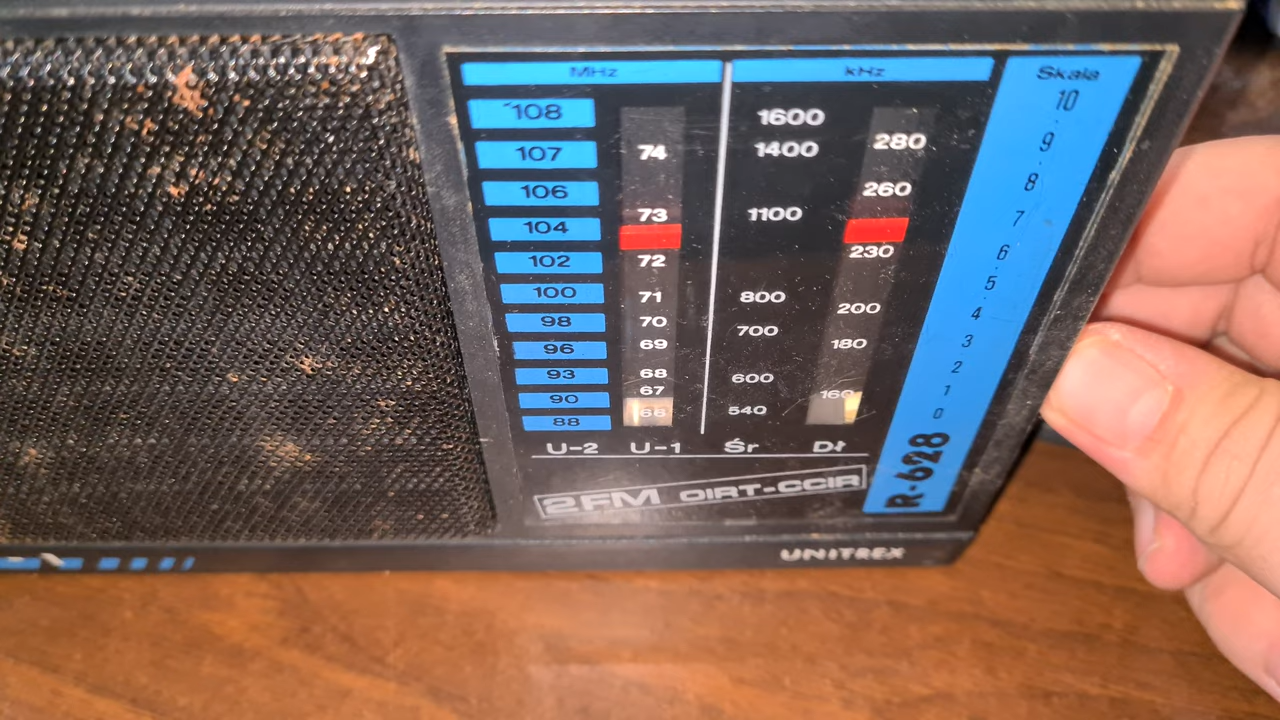 MHz kHz Skala
108 1600 10
107 74 1400 280 9
106 260 8
104 73 1100 7
102 72 230 6
100 71 800 200 5
98 70 700 4
96 69 180 3
93 68 600 2
90 67 160 1
88 66 540 0
U-2 U-1 Śr Dł
2FM OIRT-CCIR
R-628
UNITREX